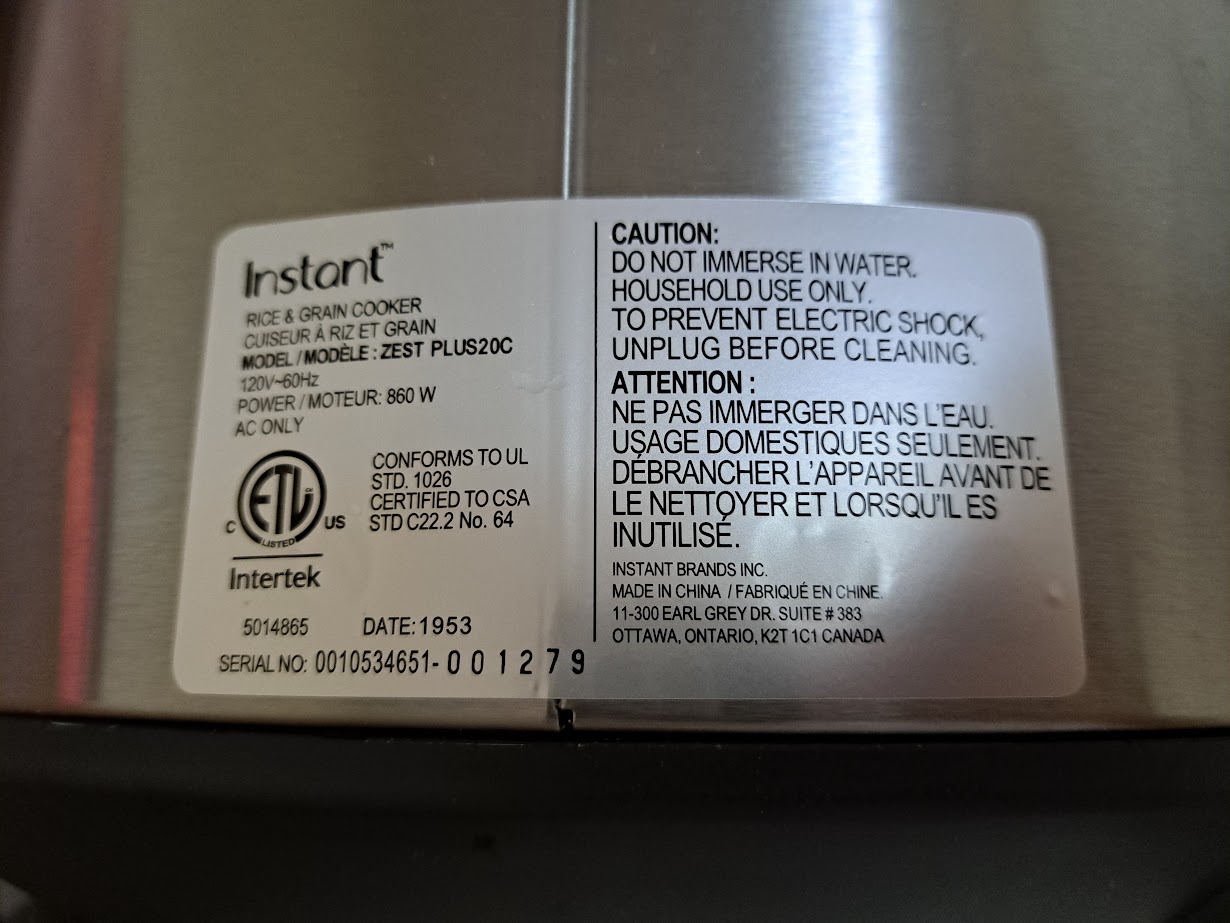 Instant™
RICE & GRAIN COOKER
CUISEUR À RIZ ET GRAIN
MODEL / MODÈLE : ZEST PLUS20C
120V~60Hz
POWER / MOTEUR: 860 W
AC ONLY
ETL
C US
LISTED
Intertek
CONFORMS TO UL
STD. 1026
CERTIFIED TO CSA
STD C22.2 No. 64
5014865 DATE:1953
SERIAL NO: 0010534651-001279
CAUTION:
DO NOT IMMERSE IN WATER.
HOUSEHOLD USE ONLY.
TO PREVENT ELECTRIC SHOCK,
UNPLUG BEFORE CLEANING.
ATTENTION :
NE PAS IMMERGER DANS L'EAU.
USAGE DOMESTIQUES SEULEMENT.
DÉBRANCHER L'APPAREIL AVANT DE
LE NETTOYER ET LORSQU'IL ES
INUTILISÉ.
INSTANT BRANDS INC.
MADE IN CHINA / FABRIQUÉ EN CHINE.
11-300 EARL GREY DR. SUITE # 383
OTTAWA, ONTARIO, K2T 1C1 CANADA